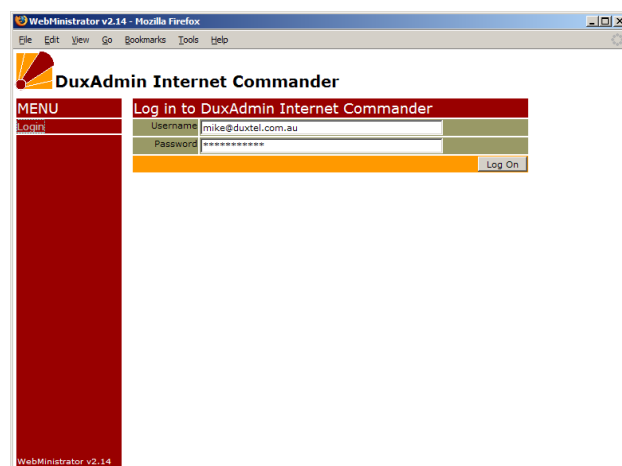 WebMinistrator v2.14 - Mozilla Firefox
File Edit View Go Bookmarks Tools Help
DuxAdmin Internet Commander
MENU
Login
Log in to DuxAdmin Internet Commander
Username mike@duxtel.com.au
Password ***********
Log On
WebMinistrator v2.14